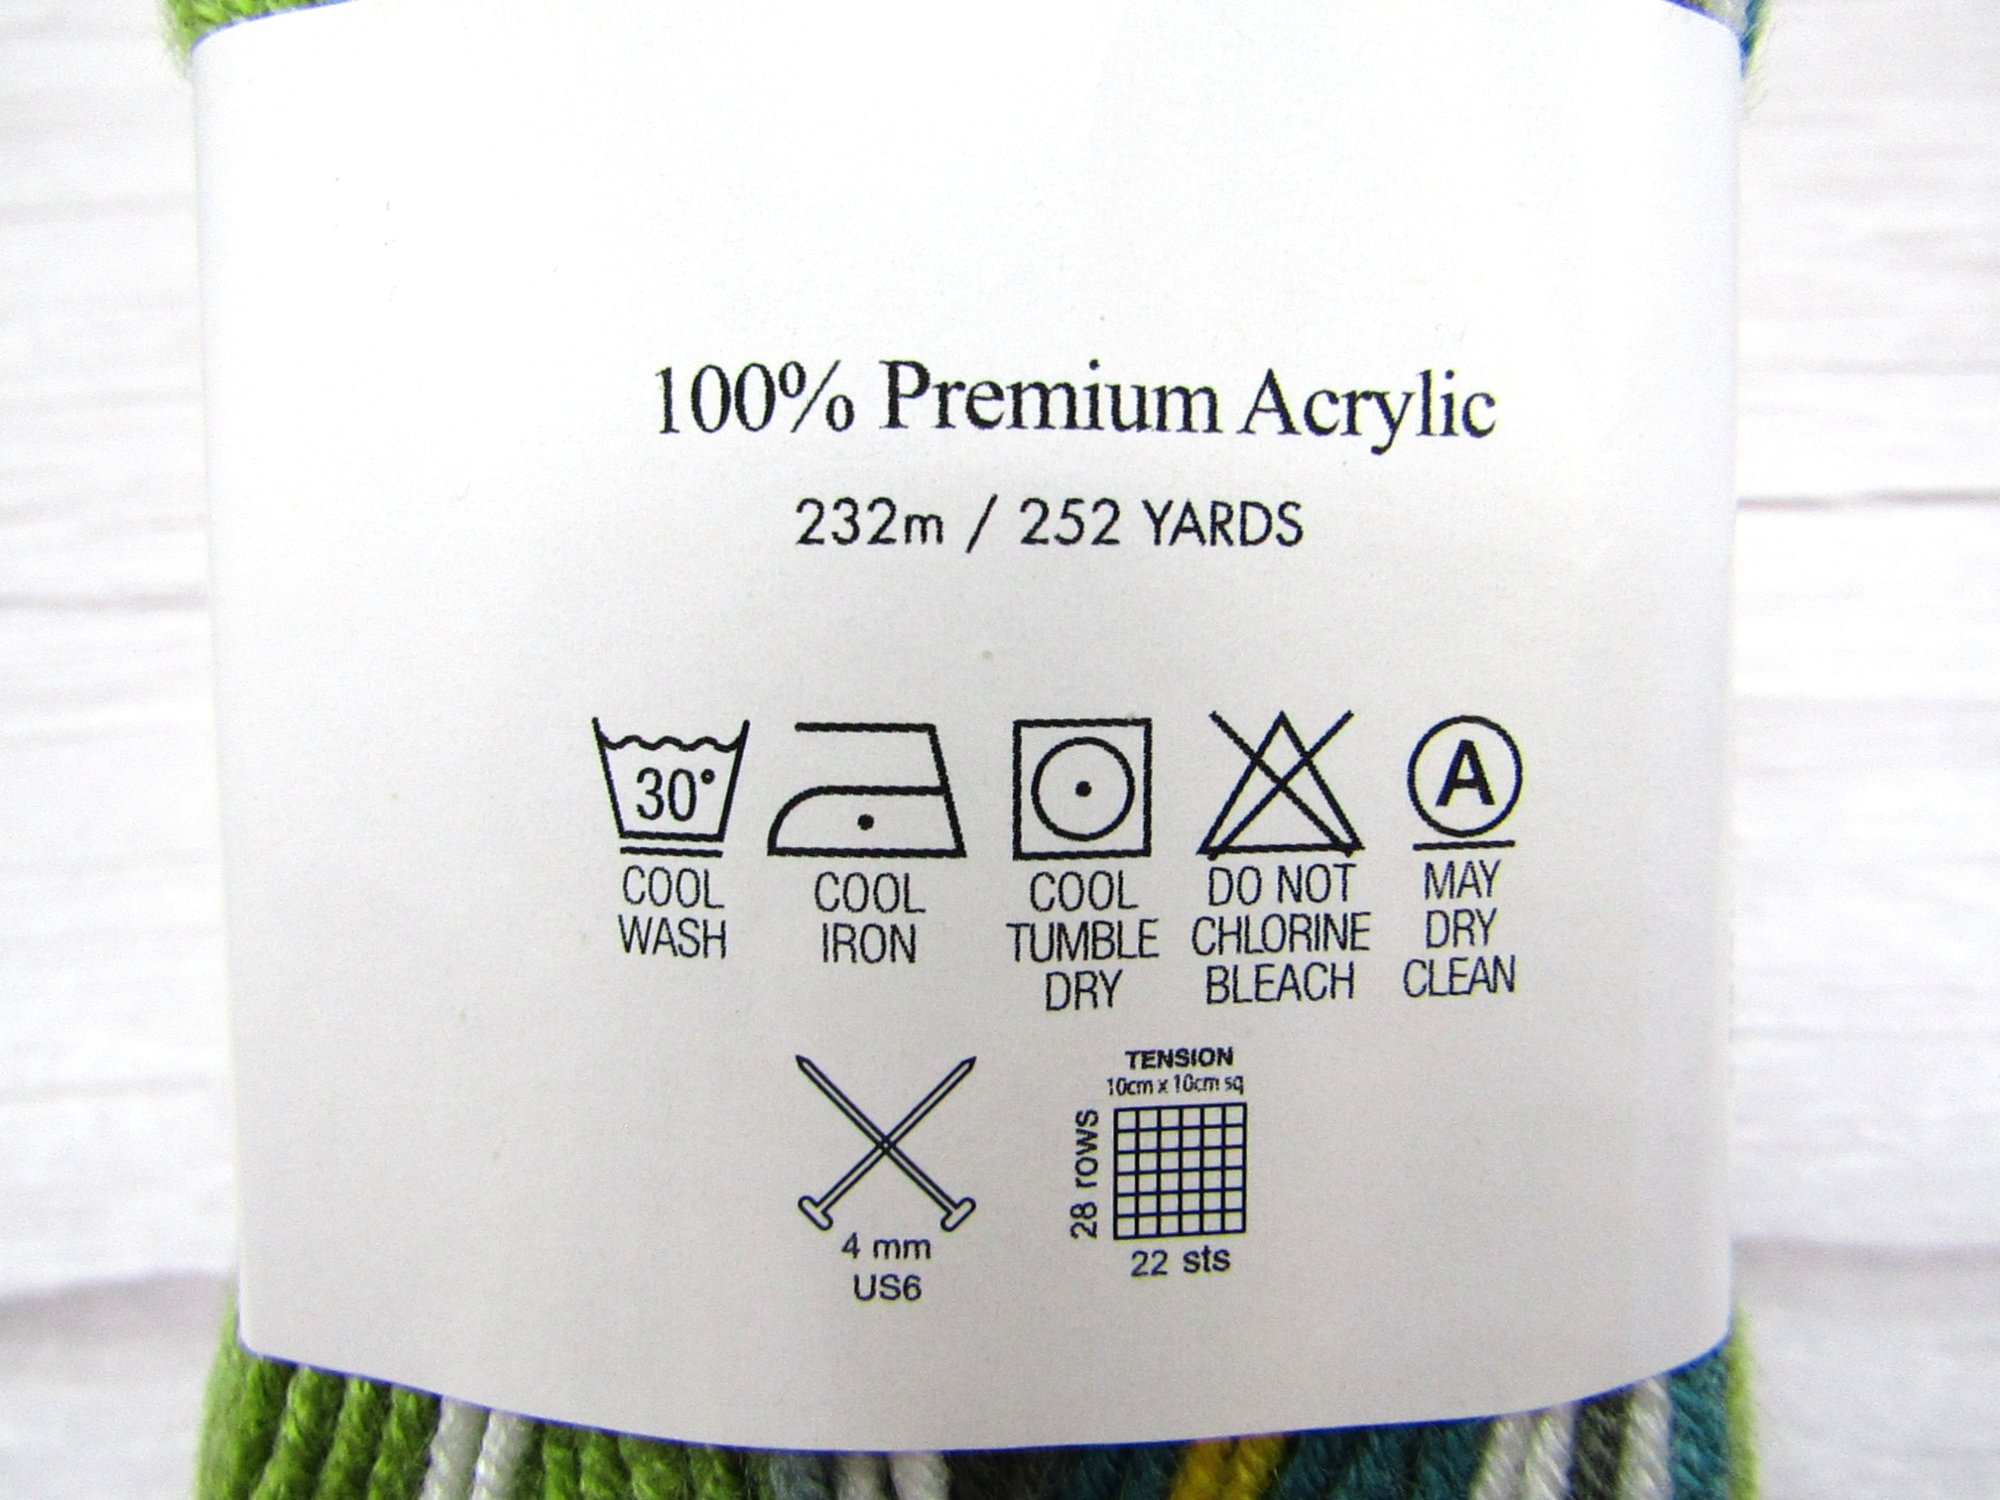 100% Premium Acrylic
232m / 252 YARDS
30°
COOL
WASH
COOL
IRON
COOL
TUMBLE
DRY
DO NOT
CHLORINE
BLEACH
A
MAY
DRY
CLEAN
4 mm
US6
TENSION
10cm x 10cm sq
28 rows
22 sts